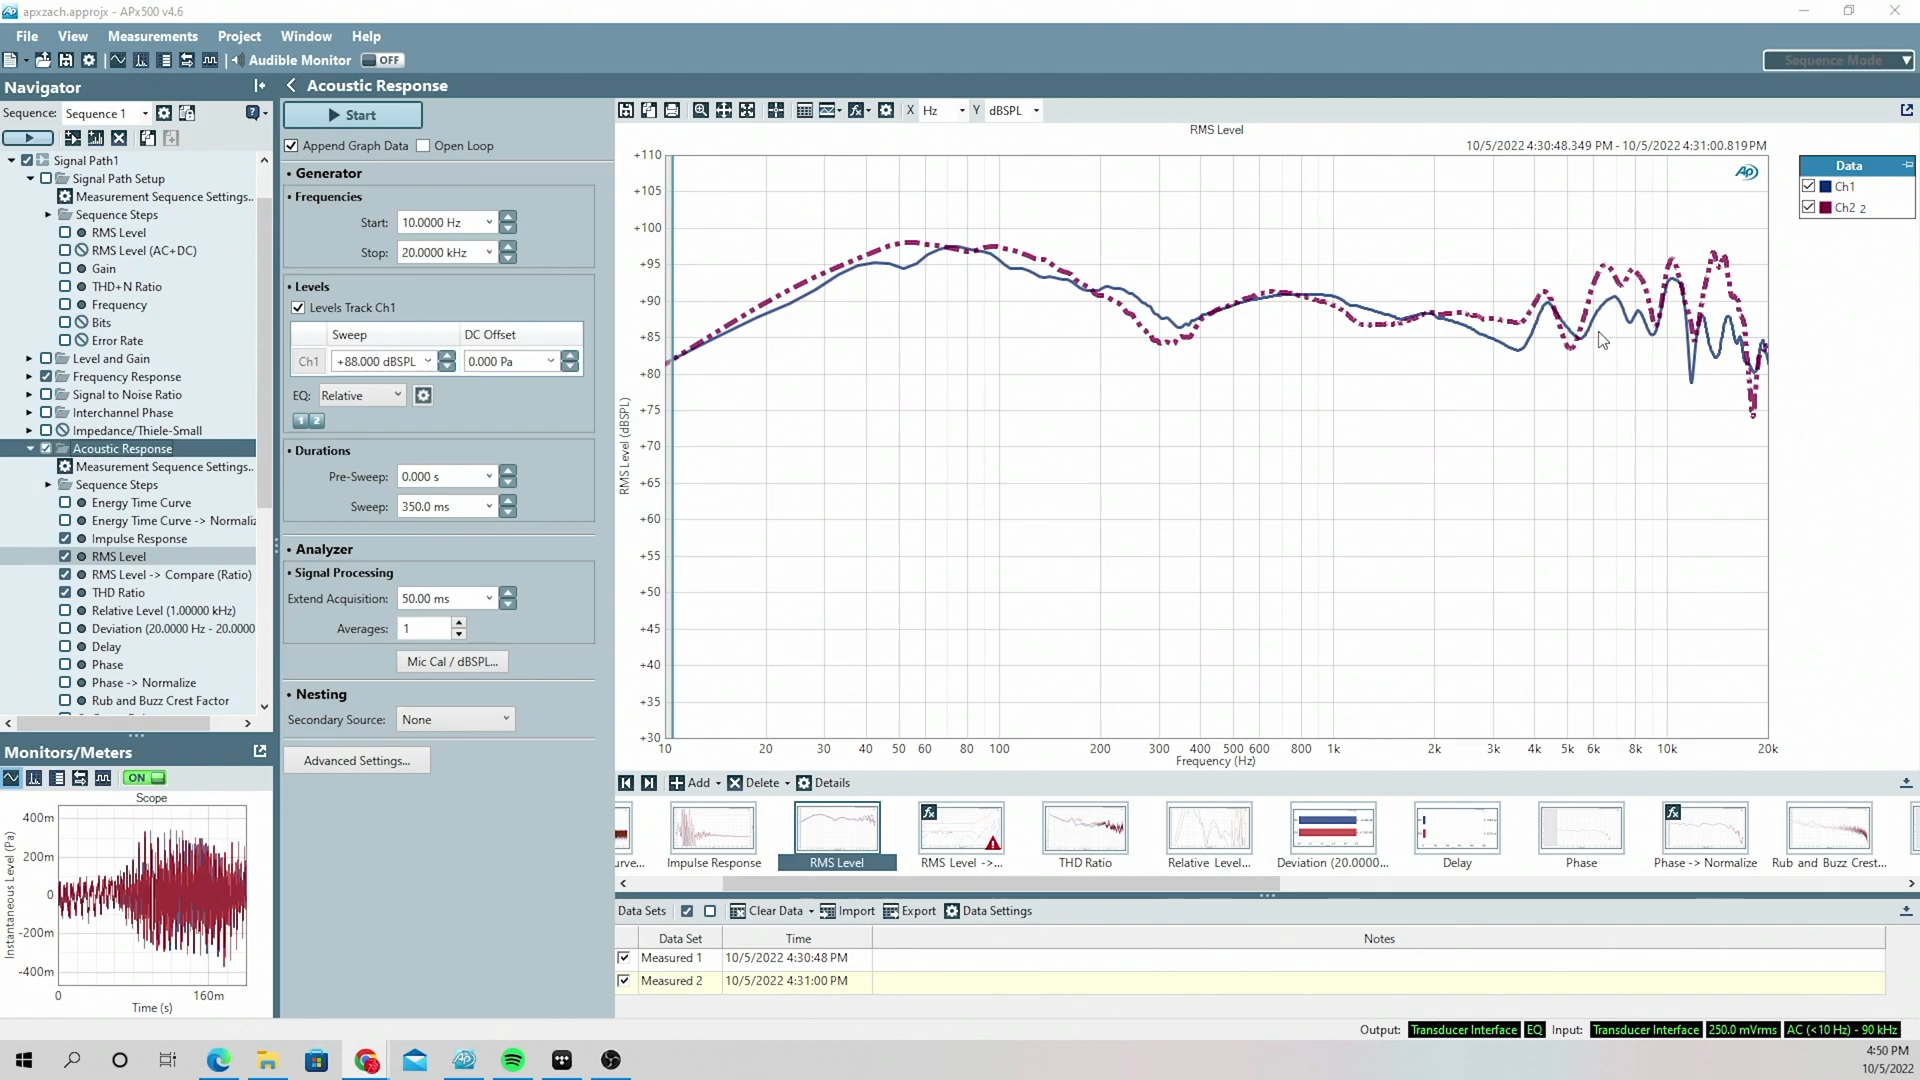 apxzach.approjx - APx500 v4.6
File View Measurements Project Window Help
Audible Monitor OFF
Sequence Mode
Navigator
Sequence: Sequence 1
Signal Path1
Signal Path Setup
Measurement Sequence Settings..
Sequence Steps
RMS Level
RMS Level (AC+DC)
Gain
THD+N Ratio
Frequency
Bits
Error Rate
Level and Gain
Frequency Response
Signal to Noise Ratio
Interchannel Phase
Impedance/Thiele-Small
Acoustic Response
Measurement Sequence Settings..
Sequence Steps
Energy Time Curve
Energy Time Curve -> Normaliz
Impulse Response
RMS Level
RMS Level -> Compare (Ratio)
THD Ratio
Relative Level (1.00000 kHz)
Deviation (20.0000 Hz - 20.0000
Delay
Phase
Phase -> Normalize
Rub and Buzz Crest Factor
Monitors/Meters
ON
Scope
Instantaneous Level (Pa)
400m
200m
0
-200m
-400m
0 160m
Time (s)
Acoustic Response
Start
Append Graph Data Open Loop
Generator
Frequencies
Start: 10.0000 Hz
Stop: 20.0000 kHz
Levels
Levels Track Ch1
Sweep DC Offset
Ch1 +88.000 dBSPL 0.000 Pa
EQ: Relative
1 2
Durations
Pre-Sweep: 0.000 s
Sweep: 350.0 ms
Analyzer
Signal Processing
Extend Acquisition: 50.00 ms
Averages: 1
Mic Cal / dBSPL...
Nesting
Secondary Source: None
Advanced Settings...
X Hz Y dBSPL
RMS Level
10/5/2022 4:30:48.349 PM - 10/5/2022 4:31:00.819 PM
AP
Data
Ch1
Ch2 2
RMS Level (dBSPL)
+110
+105
+100
+95
+90
+85
+80
+75
+70
+65
+60
+55
+50
+45
+40
+35
+30
10 20 30 40 50 60 80 100 200 300 400 500 600 800 1k 2k 3k 4k 5k 6k 8k 10k 20k
Frequency (Hz)
Add Delete Details
urve... Impulse Response RMS Level RMS Level ->... THD Ratio Relative Level... Deviation (20.0000... Delay Phase Phase -> Normalize Rub and Buzz Crest...
Data Sets Clear Data Import Export Data Settings
Data Set Time Notes
Measured 1 10/5/2022 4:30:48 PM
Measured 2 10/5/2022 4:31:00 PM
Output: Transducer Interface EQ Input: Transducer Interface 250.0 mVrms AC (<10 Hz) - 90 kHz
4:50 PM
10/5/2022